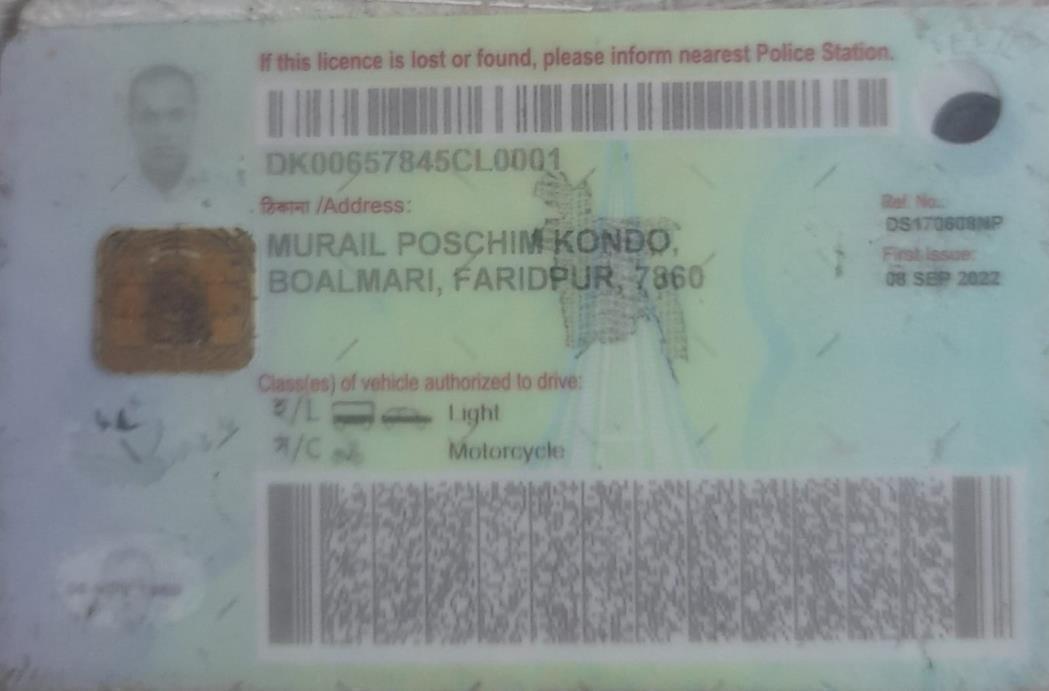 If this licence is lost or found, please inform nearest Police Station.
DK00657845CL0001
ঠিকানা /Address:
MURAIL POSCHIM KONDO,
BOALMARI, FARIDPUR, 7860
Ref. No.:
DS170608NP
First Issue:
08 SEP 2022
Class(es) of vehicle authorized to drive:
হ/L Light
ম/C Motorcycle